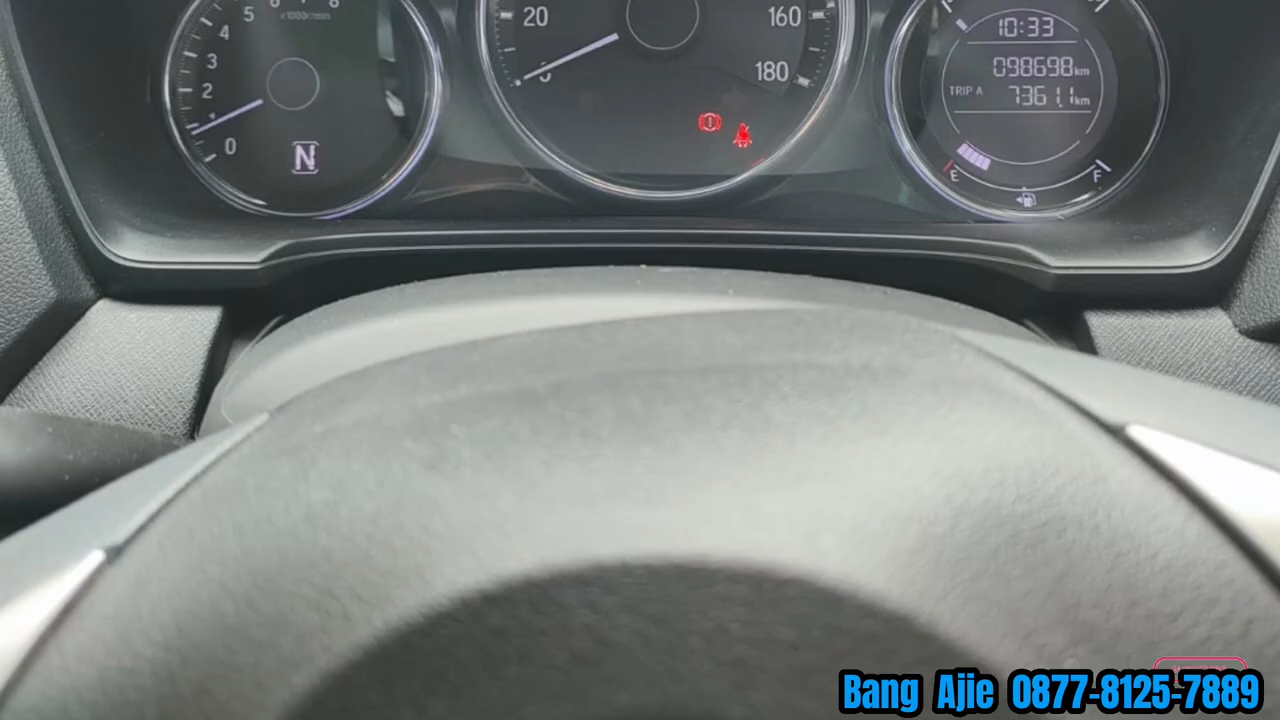 5
x1000r/min
4
3
2
0
N
20
160
180
10:33
098698km
TRIP A
7361.1km
E
F
Bang Ajie 0877-8125-7889